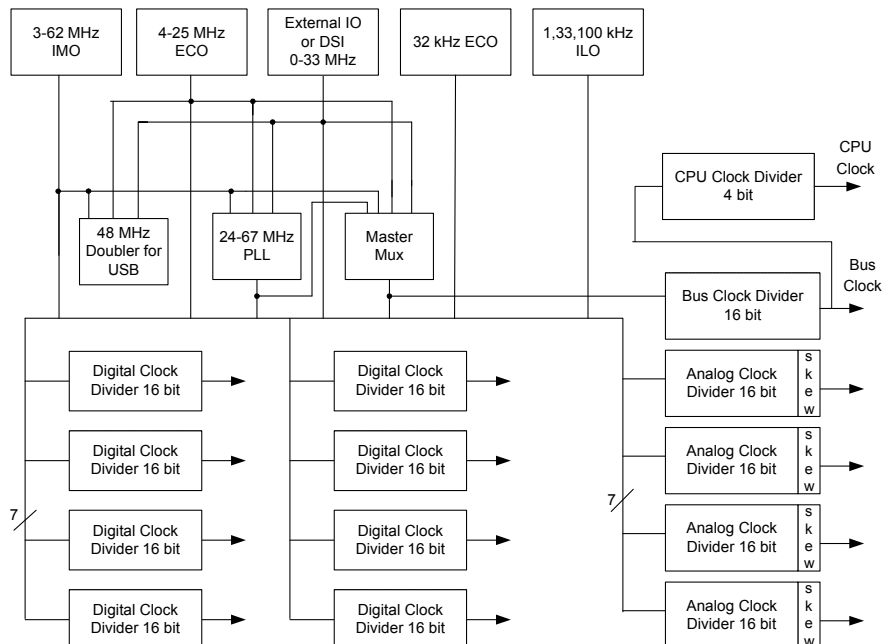 3-62 MHz
IMO
4-25 MHz
ECO
External IO
or DSI
0-33 MHz
32 kHz ECO
1,33,100 kHz
ILO
CPU Clock Divider
4 bit
CPU
Clock
48 MHz
Doubler for
USB
24-67 MHz
PLL
Master
Mux
Bus Clock Divider
16 bit
Bus
Clock
Digital Clock
Divider 16 bit
Digital Clock
Divider 16 bit
Analog Clock
Divider 16 bit
s
k
e
w
Digital Clock
Divider 16 bit
Digital Clock
Divider 16 bit
Analog Clock
Divider 16 bit
s
k
e
w
7
7
Digital Clock
Divider 16 bit
Digital Clock
Divider 16 bit
Analog Clock
Divider 16 bit
s
k
e
w
Digital Clock
Divider 16 bit
Digital Clock
Divider 16 bit
Analog Clock
Divider 16 bit
s
k
e
w